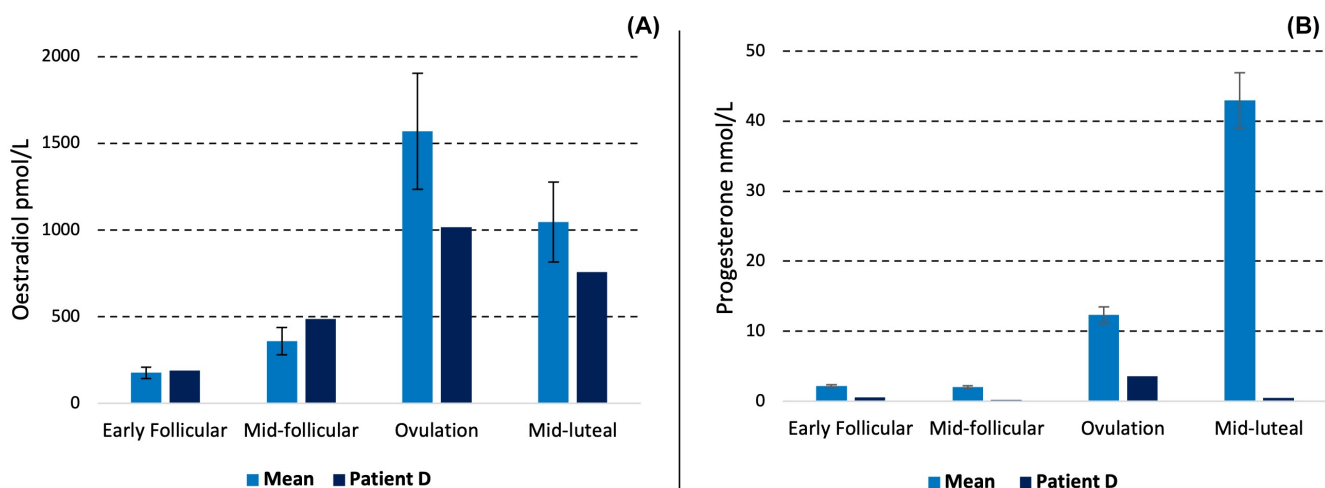 (A)
2000
1500
1000
500
0
Oestradiol pmol/L
Early Follicular Mid-follicular Ovulation Mid-luteal
Mean Patient D
(B)
50
40
30
20
10
0
Progesterone nmol/L
Early Follicular Mid-follicular Ovulation Mid-luteal
Mean Patient D